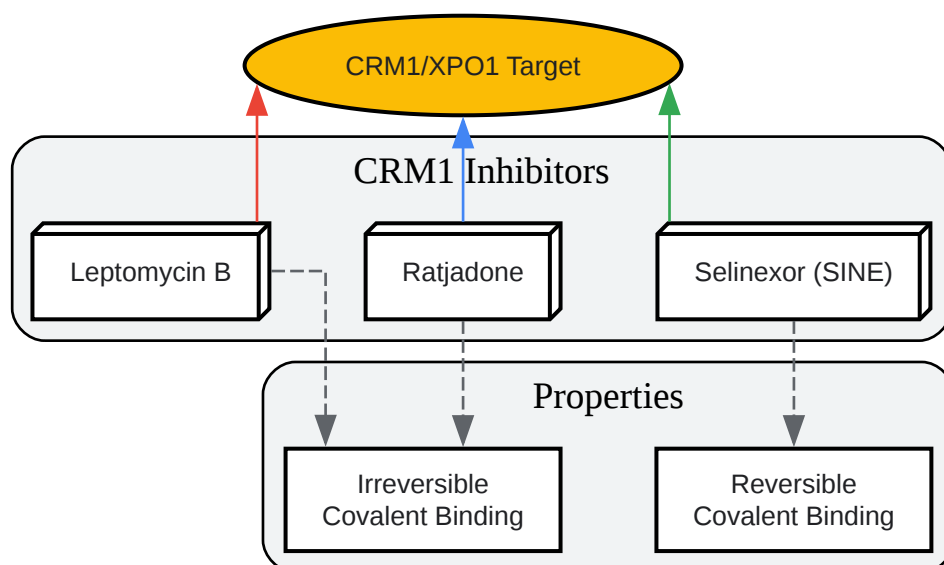 CRM1/XPO1 Target
CRM1 Inhibitors
Leptomycin B
Ratjadone
Selinexor (SINE)
Properties
Irreversible
Covalent Binding
Reversible
Covalent Binding